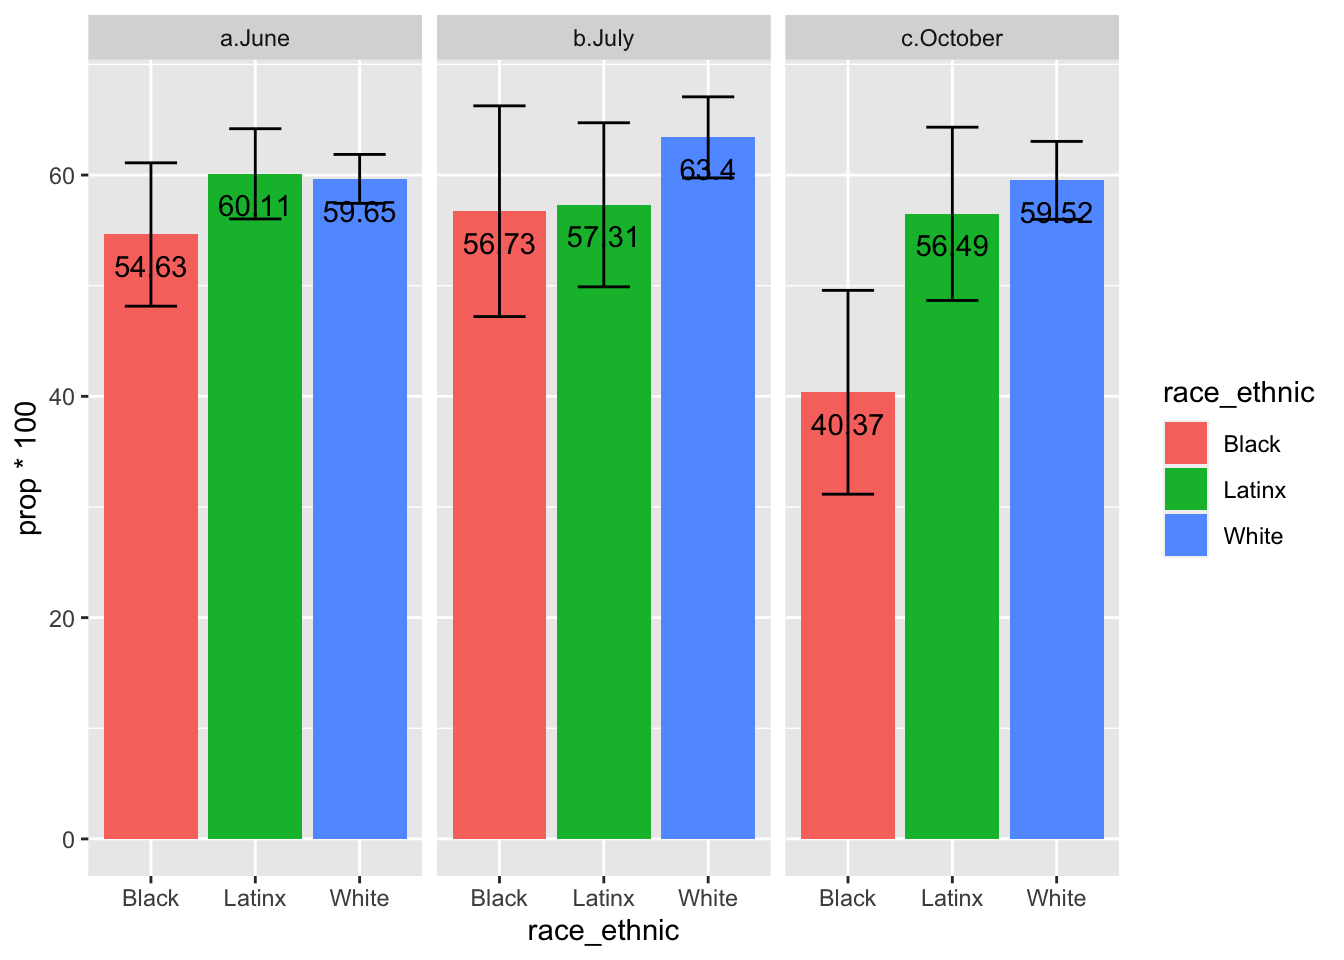 a.June b.July c.October
prop * 100
60
40
20
0
54.63 60.11 59.65
56.73 57.31 63.4
40.37 56.49 59.52
Black Latinx White Black Latinx White Black Latinx White
race_ethnic
race_ethnic
Black
Latinx
White